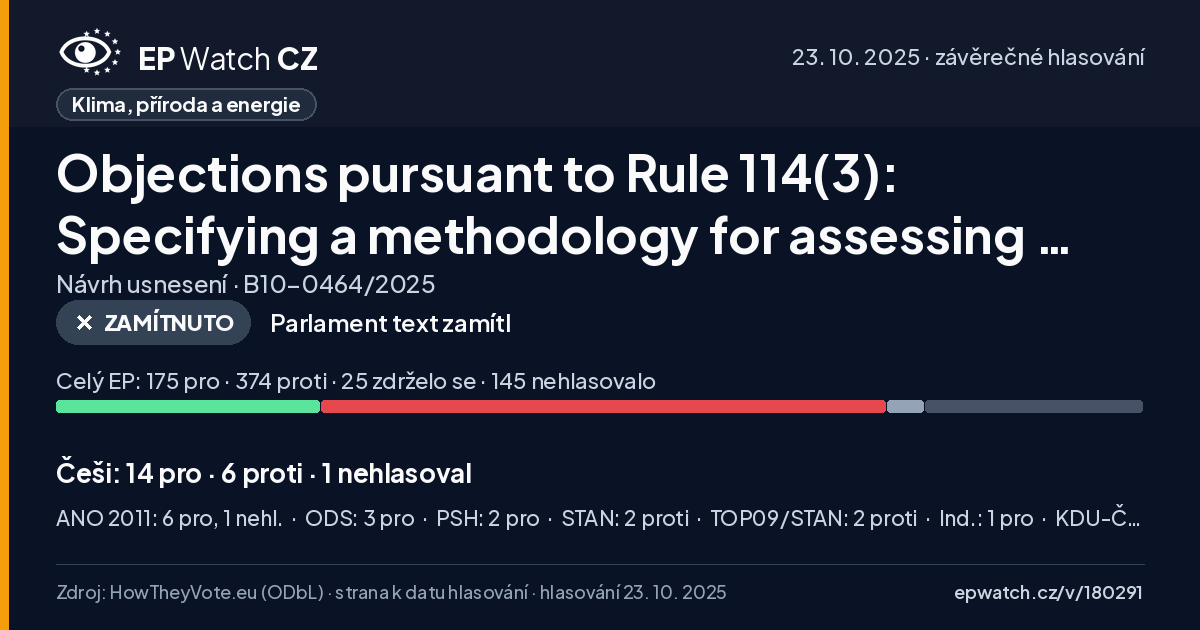 EP Watch CZ
23. 10. 2025 · závěrečné hlasování
Klima, příroda a energie
Objections pursuant to Rule 114(3):
Specifying a methodology for assessing …
Návrh usnesení · B10–0464/2025
✕ ZAMÍTNUTO Parlament text zamítl
Celý EP: 175 pro · 374 proti · 25 zdrželo se · 145 nehlasovalo
Češi: 14 pro · 6 proti · 1 nehlasoval
ANO 2011: 6 pro, 1 nehl. · ODS: 3 pro · PSH: 2 pro · STAN: 2 proti · TOP09/STAN: 2 proti · Ind.: 1 pro · KDU-Č…
Zdroj: HowTheyVote.eu (ODbL) · strana k datu hlasování · hlasování 23. 10. 2025
epwatch.cz/v/180291